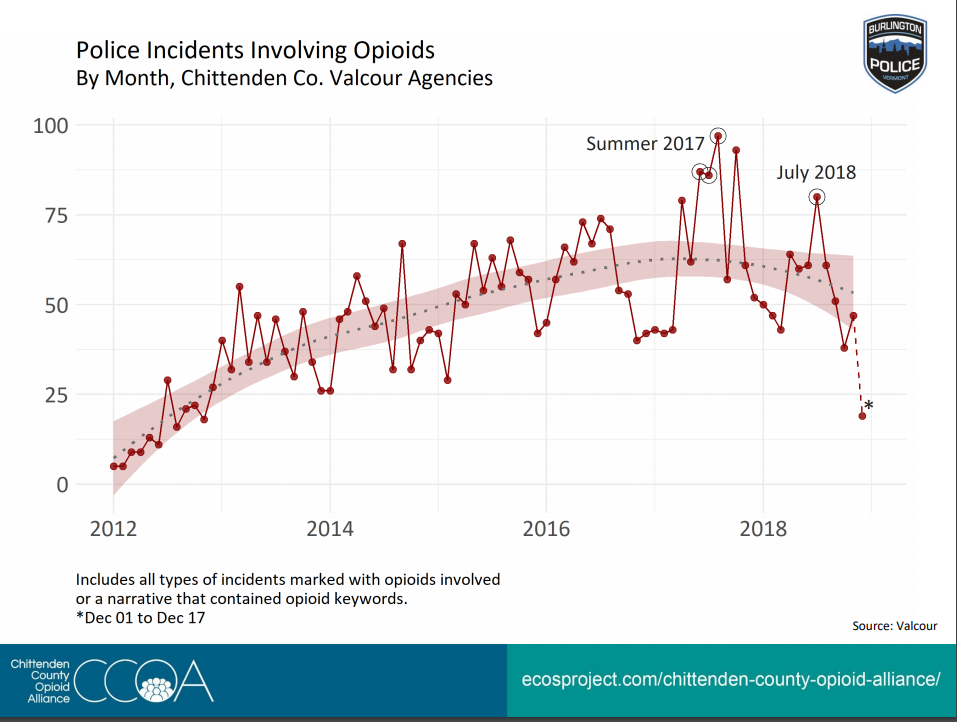 Police Incidents Involving Opioids
By Month, Chittenden Co. Valcour Agencies
BURLINGTON
POLICE
VERMONT
100
Summer 2017
July 2018
75
50
25
*
0
2012
2014
2016
2018
Includes all types of incidents marked with opioids involved
or a narrative that contained opioid keywords.
*Dec 01 to Dec 17
Source: Valcour
Chittenden
County
Opioid
Alliance
CCOA
ecosproject.com/chittenden-county-opioid-alliance/